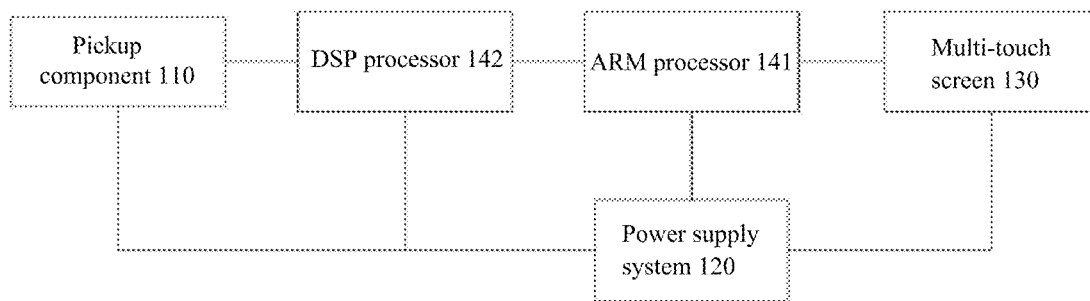 Pickup
component 110
DSP processor 142
ARM processor 141
Multi-touch
screen 130
Power supply
system 120